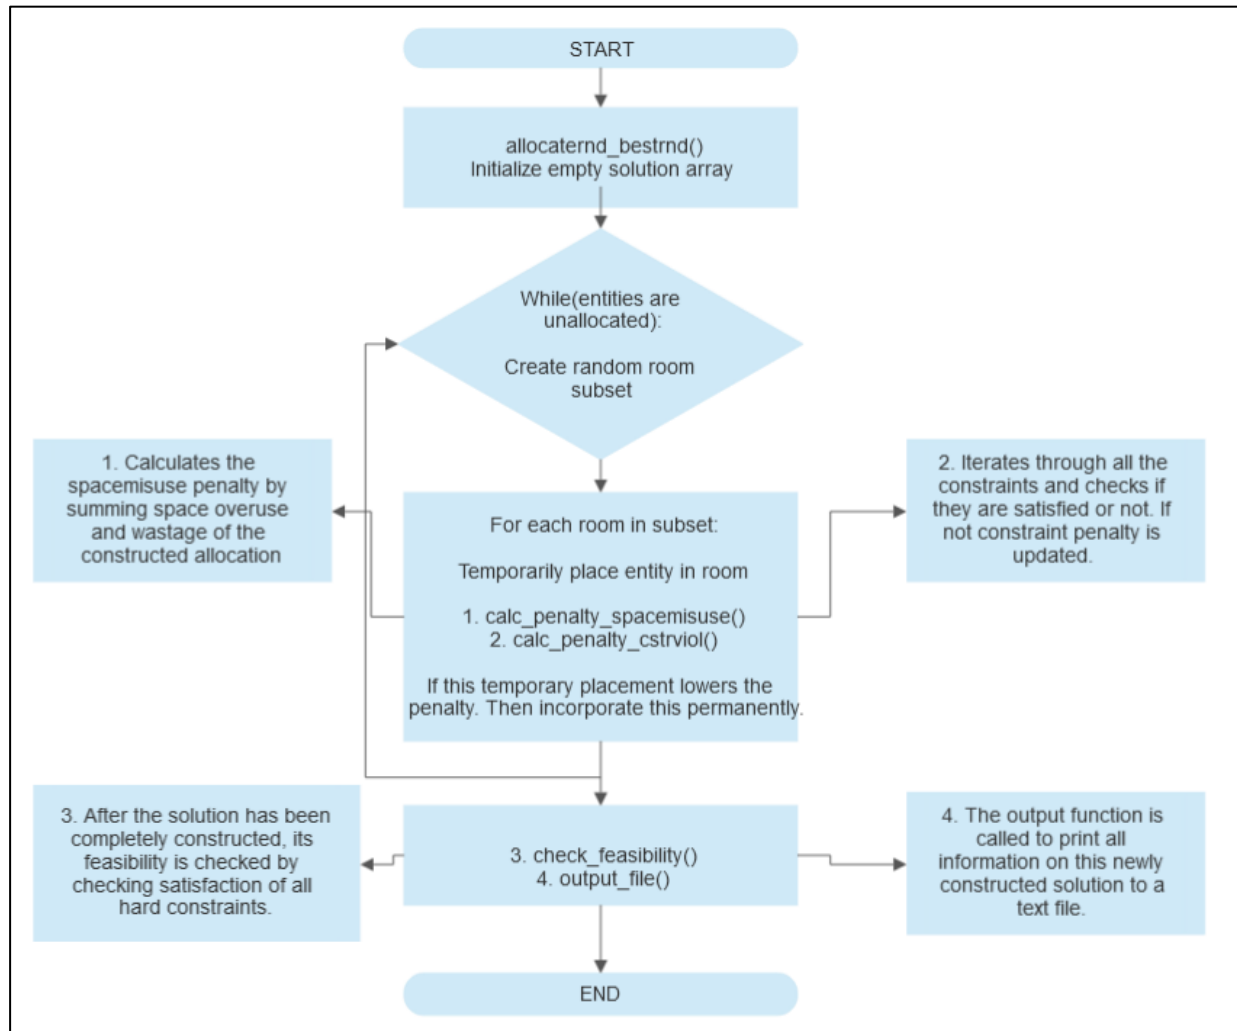 START
allocaternd_bestrnd()
Initialize empty solution array
While(entities are
unallocated):
Create random room
subset
1. Calculates the
spacemisuse penalty by
summing space overuse
and wastage of the
constructed allocation
For each room in subset:
Temporarily place entity in room
1. calc_penalty_spacemisuse()
2. calc_penalty_cstrviol()
If this temporary placement lowers the
penalty. Then incorporate this permanently.
2. Iterates through all the
constraints and checks if
they are satisfied or not. If
not constraint penalty is
updated.
3. After the solution has been
completely constructed, its
feasibility is checked by
checking satisfaction of all
hard constraints.
3. check_feasibility()
4. output_file()
4. The output function is
called to print all
information on this newly
constructed solution to a
text file.
END